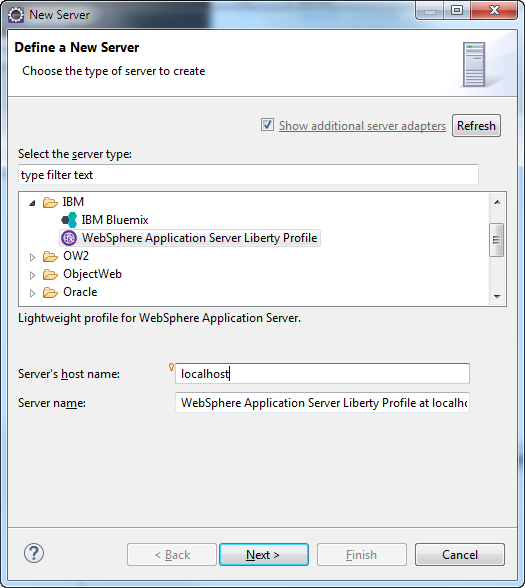 New Server
Define a New Server
Choose the type of server to create
Show additional server adapters Refresh
Select the server type:
type filter text
IBM
IBM Bluemix
WebSphere Application Server Liberty Profile
OW2
ObjectWeb
Oracle
Lightweight profile for WebSphere Application Server.
Server's host name: localhost
Server name: WebSphere Application Server Liberty Profile at localho
? < Back Next > Finish Cancel